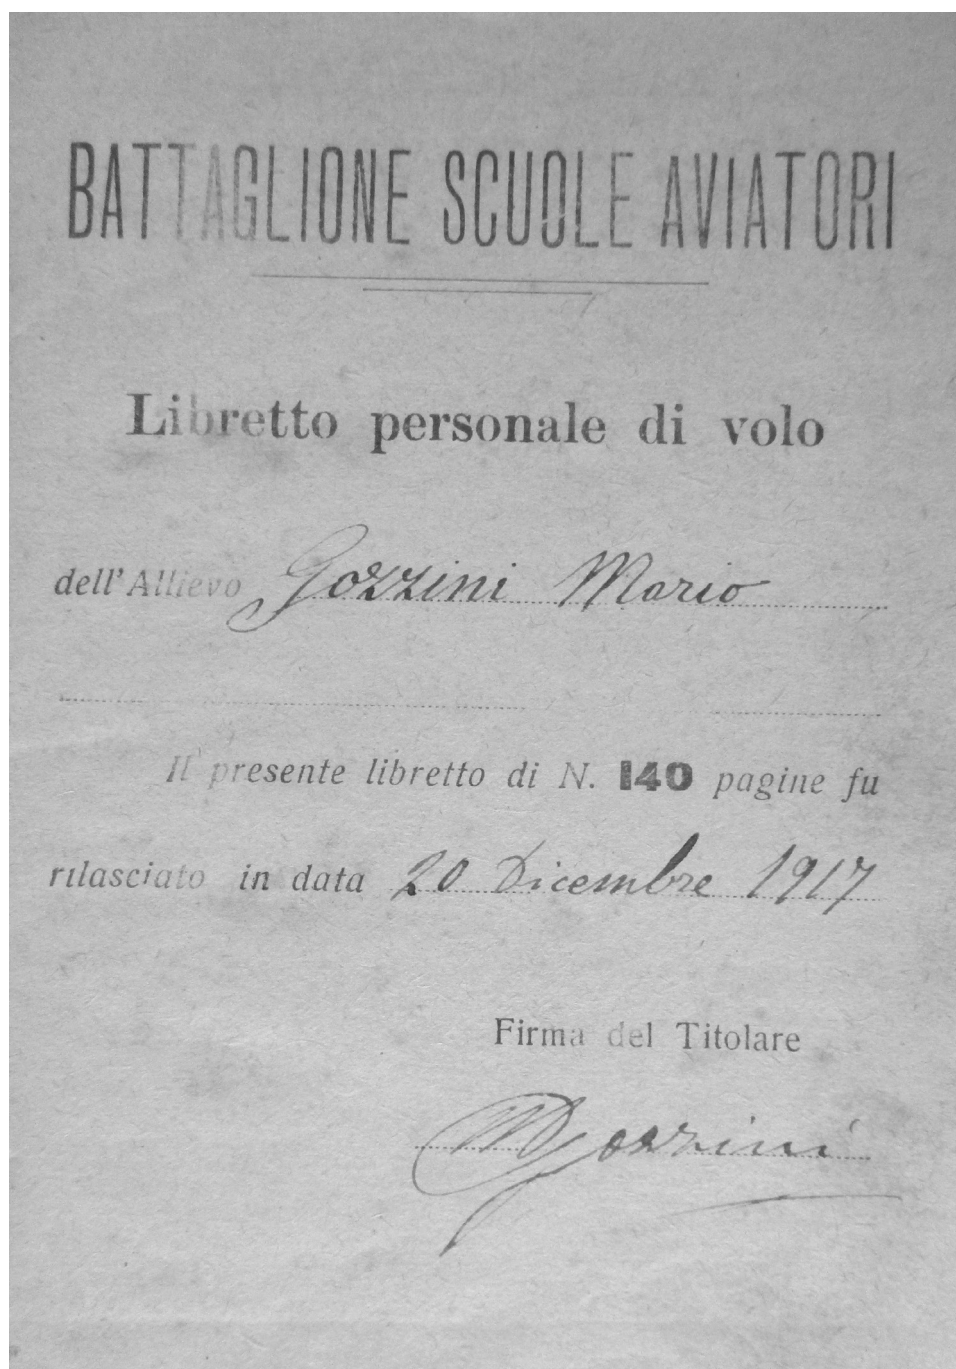 BATTAGLIONE SCUOLE AVIATORI
Libretto personale di volo
dell'Allievo Gozzini Mario
Il presente libretto di N. 140 pagine fu
rilasciato in data 20 Dicembre 1917
Firma del Titolare
M Gozzini